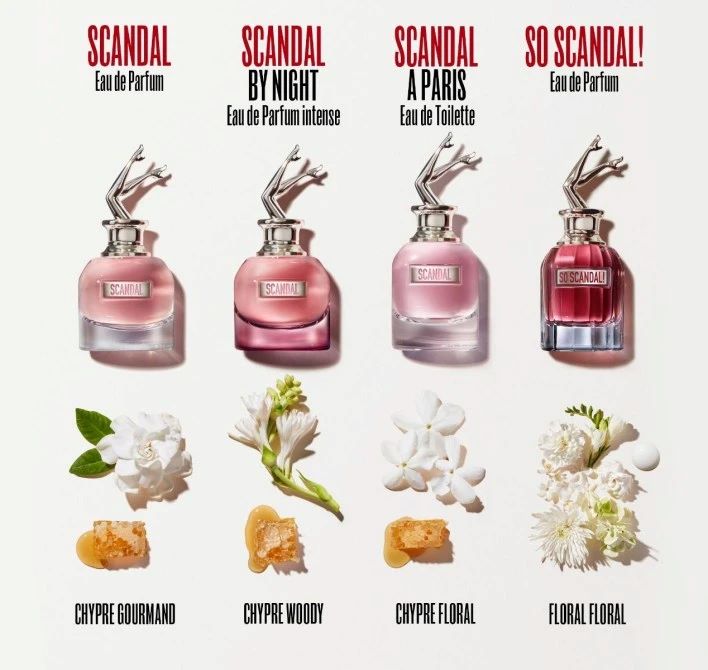 SCANDAL
Eau de Parfum
SCANDAL
BY NIGHT
Eau de Parfum intense
SCANDAL
A PARIS
Eau de Toilette
SO SCANDAL!
Eau de Parfum
SCANDAL
SCANDAL
SCANDAL
SO SCANDAL!
CHYPRE GOURMAND
CHYPRE WOODY
CHYPRE FLORAL
FLORAL FLORAL